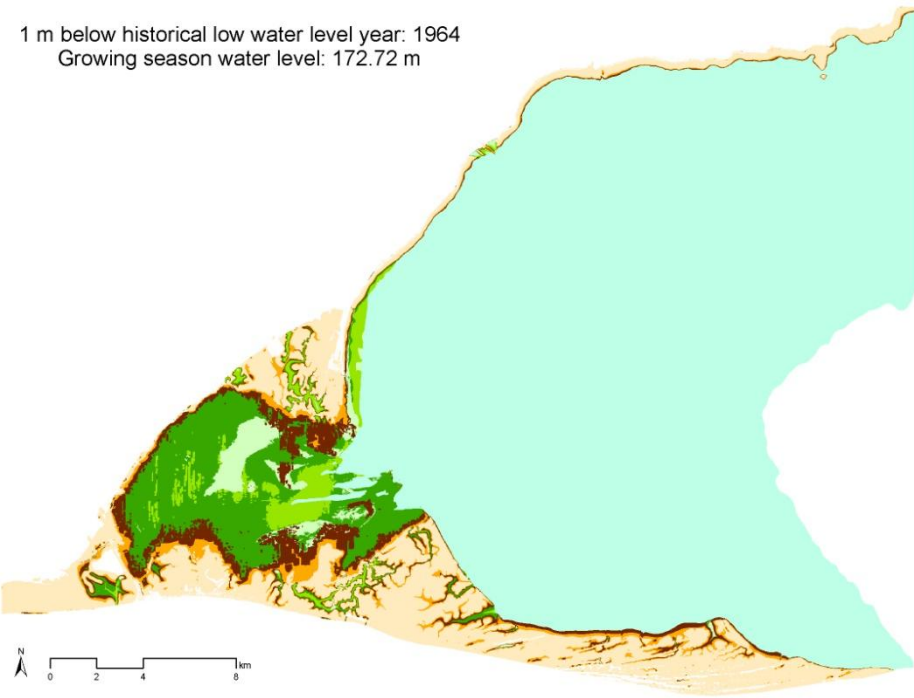 1 m below historical low water level year: 1964
Growing season water level: 172.72 m
N
km
0 2 4 8